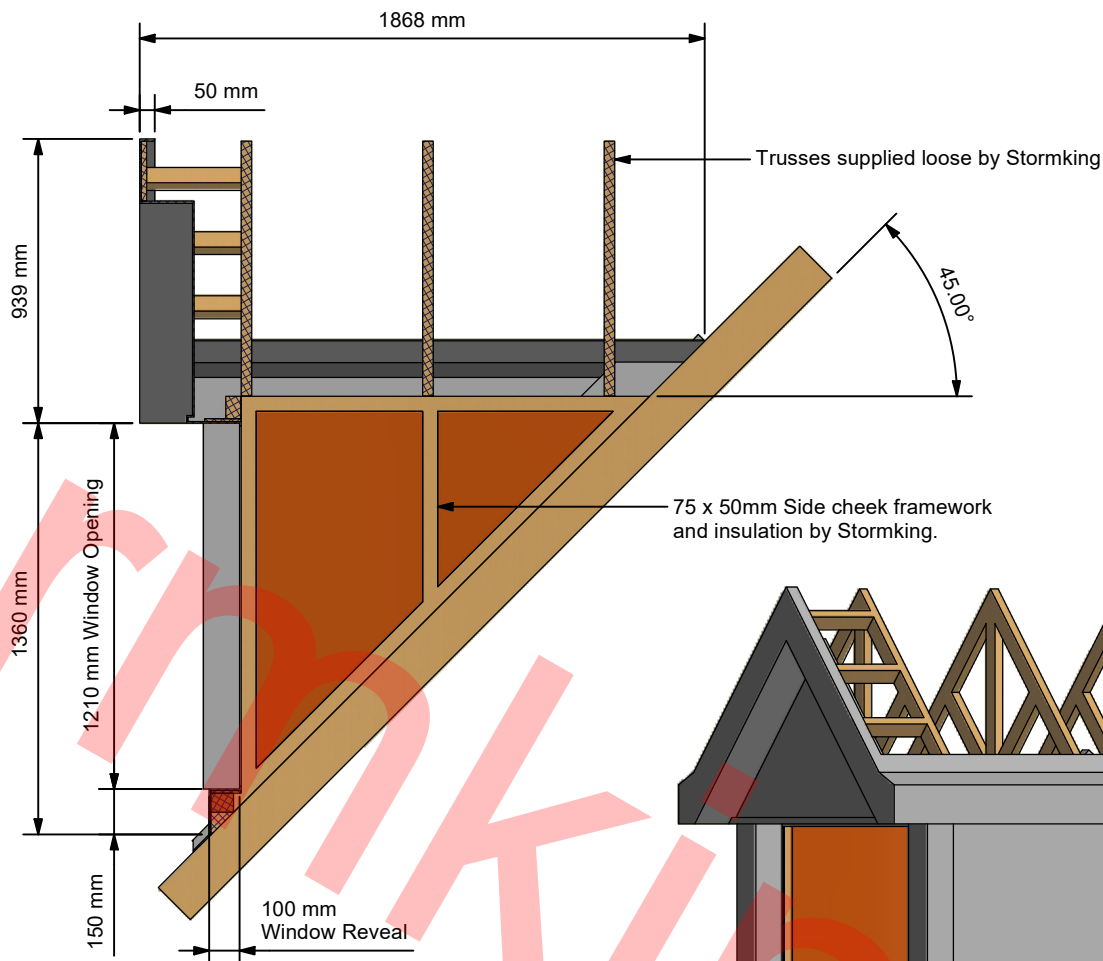 1868 mm
50 mm
Trusses supplied loose by Stormking
939 mm
45.00°
1210 mm Window Opening
1360 mm
75 x 50mm Side cheek framework
and insulation by Stormking.
150 mm
100 mm
Window Reveal
rmki